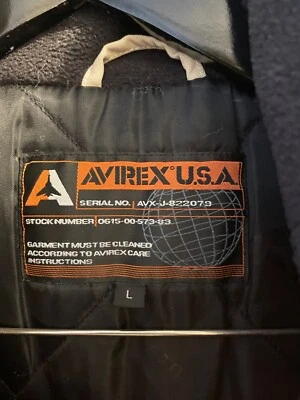 AVIREX® U.S.A.
SERIAL NO. AVX-J-822079
STOCK NUMBER 0615-00-573-83
GARMENT MUST BE CLEANED
ACCORDING TO AVIREX CARE
INSTRUCTIONS
L